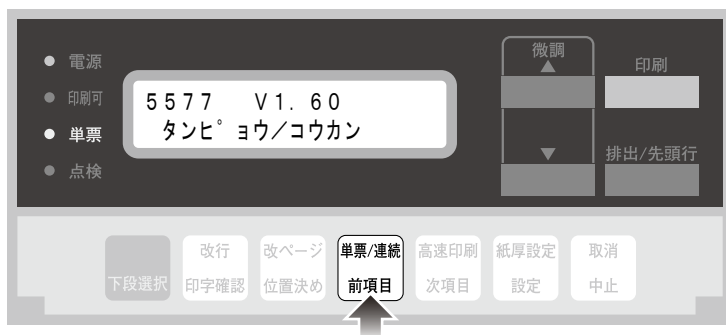 電源
印刷可
単票
点検
5577 V1.60
タンピョウ/コウカン
微調
▲
▼
印刷
排出/先頭行
下段選択
改行
印字確認
改ページ
位置決め
単票/連続
前項目
高速印刷
次項目
紙厚設定
設定
取消
中止